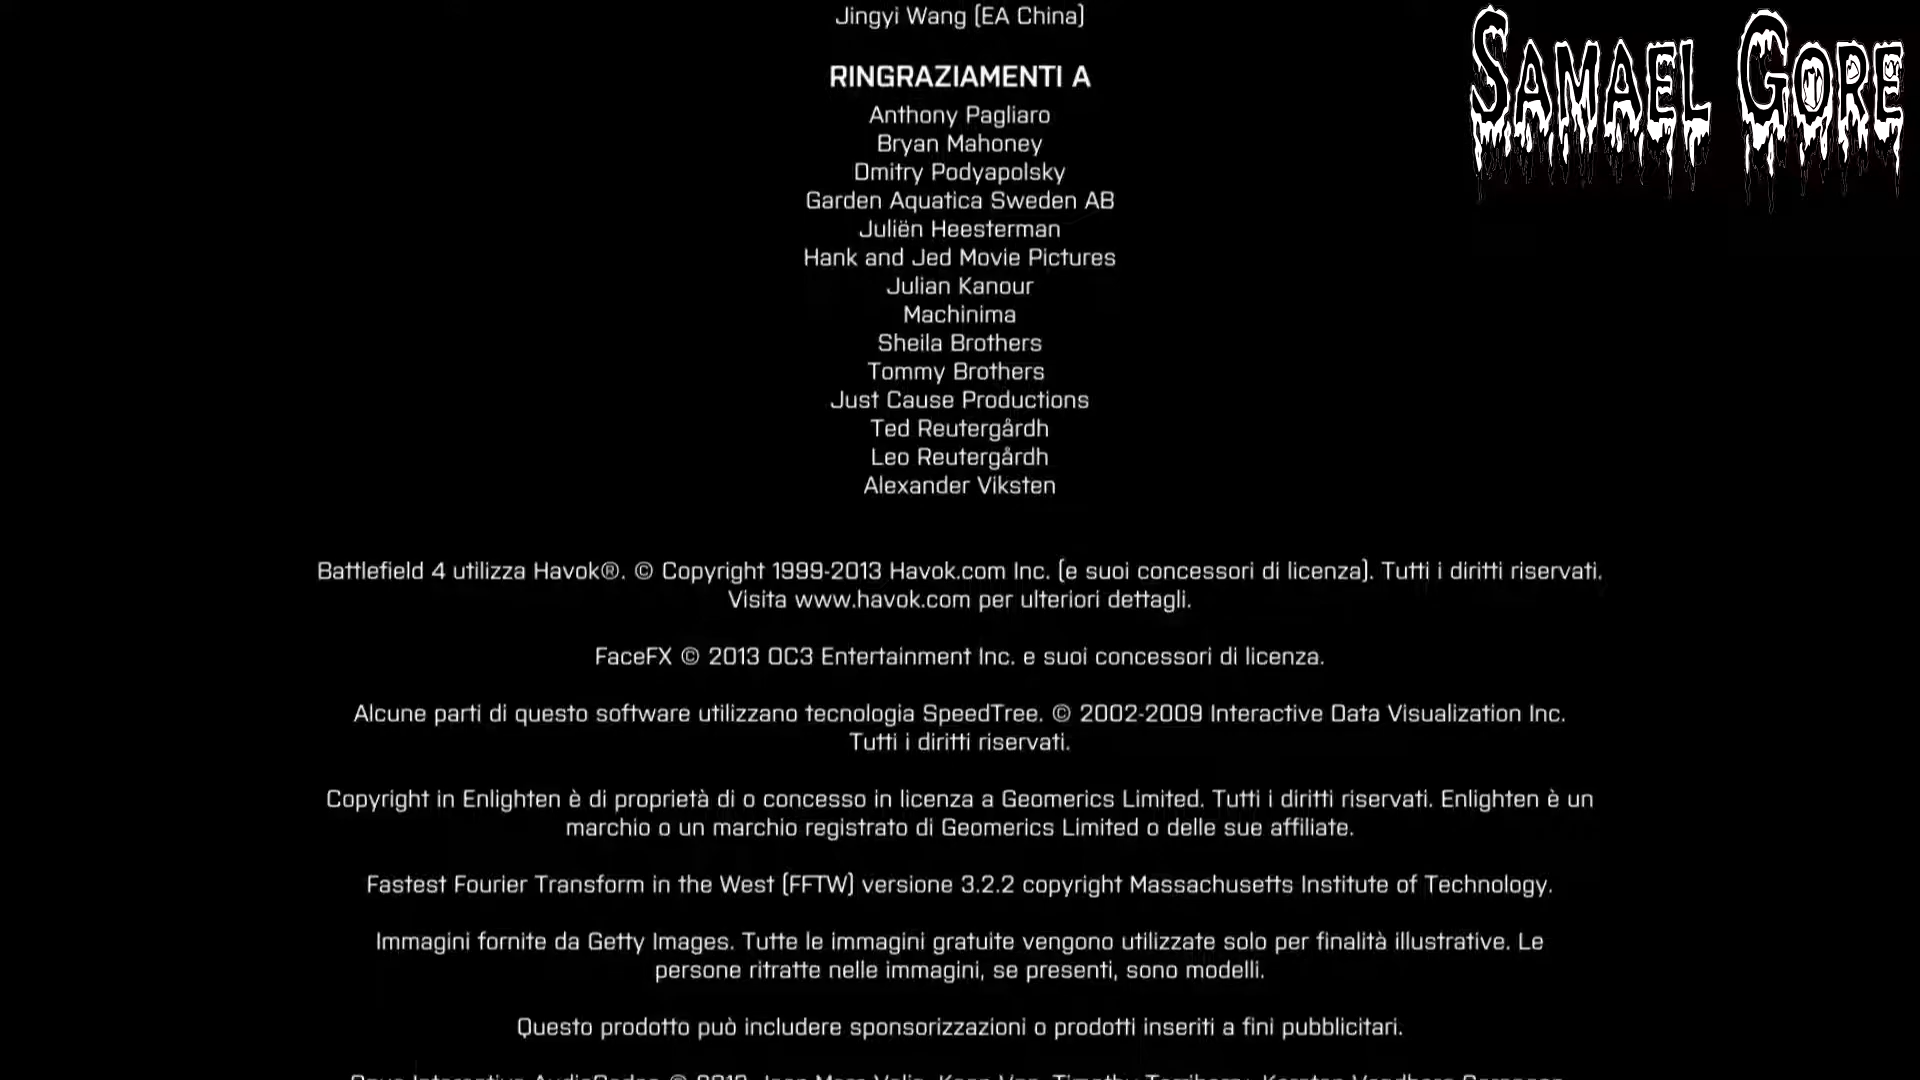 Jingyi Wang (EA China)
SAMAEL GORE
RINGRAZIAMENTI A
Anthony Pagliaro
Bryan Mahoney
Dmitry Podyapolsky
Garden Aquatica Sweden AB
Juliën Heesterman
Hank and Jed Movie Pictures
Julian Kanour
Machinima
Sheila Brothers
Tommy Brothers
Just Cause Productions
Ted Reutergårdh
Leo Reutergårdh
Alexander Viksten
Battlefield 4 utilizza Havok®. © Copyright 1999-2013 Havok.com Inc. (e suoi concessori di licenza). Tutti i diritti riservati.
Visita www.havok.com per ulteriori dettagli.
FaceFX © 2013 OC3 Entertainment Inc. e suoi concessori di licenza.
Alcune parti di questo software utilizzano tecnologia SpeedTree. © 2002-2009 Interactive Data Visualization Inc.
Tutti i diritti riservati.
Copyright in Enlighten è di proprietà di o concesso in licenza a Geomerics Limited. Tutti i diritti riservati. Enlighten è un
marchio o un marchio registrato di Geomerics Limited o delle sue affiliate.
Fastest Fourier Transform in the West (FFTW) versione 3.2.2 copyright Massachusetts Institute of Technology.
Immagini fornite da Getty Images. Tutte le immagini gratuite vengono utilizzate solo per finalità illustrative. Le
persone ritratte nelle immagini, se presenti, sono modelli.
Questo prodotto può includere sponsorizzazioni o prodotti inseriti a fini pubblicitari.